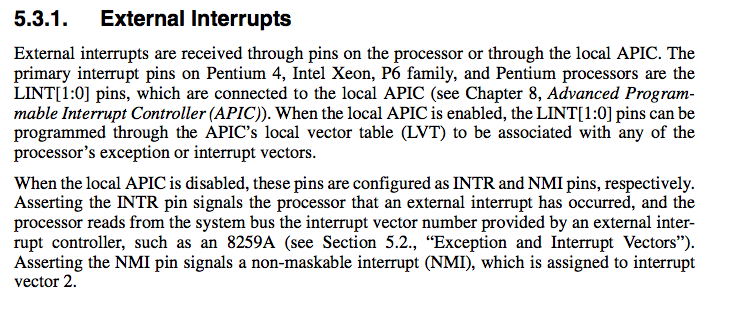 5.3.1. External Interrupts
External interrupts are received through pins on the processor or through the local APIC. The
primary interrupt pins on Pentium 4, Intel Xeon, P6 family, and Pentium processors are the
LINT[1:0] pins, which are connected to the local APIC (see Chapter 8, Advanced Program-
mable Interrupt Controller (APIC)). When the local APIC is enabled, the LINT[1:0] pins can be
programmed through the APIC’s local vector table (LVT) to be associated with any of the
processor’s exception or interrupt vectors.
When the local APIC is disabled, these pins are configured as INTR and NMI pins, respectively.
Asserting the INTR pin signals the processor that an external interrupt has occurred, and the
processor reads from the system bus the interrupt vector number provided by an external inter-
rupt controller, such as an 8259A (see Section 5.2., “Exception and Interrupt Vectors”).
Asserting the NMI pin signals a non-maskable interrupt (NMI), which is assigned to interrupt
vector 2.